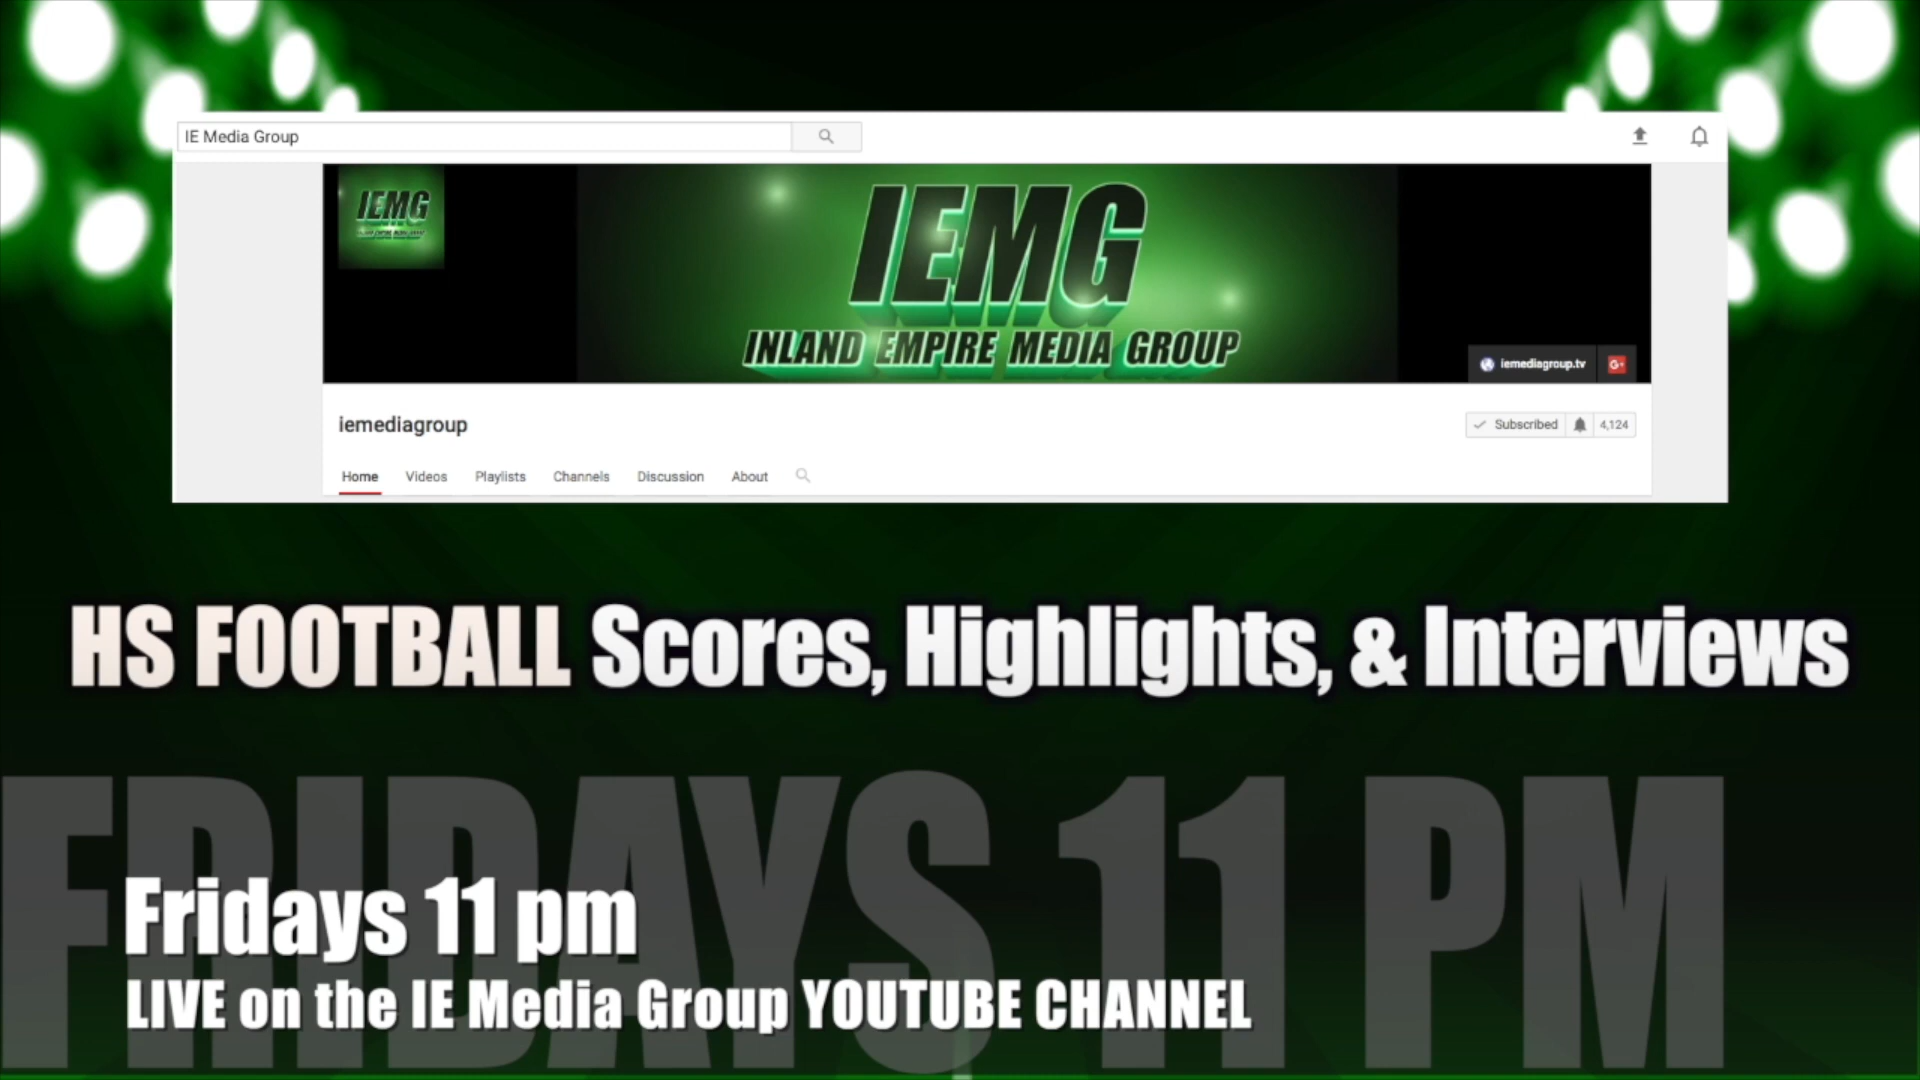 IE Media Group
IEMG
IEMG
INLAND EMPIRE MEDIA GROUP
iemediagroup.tv
G+
iemediagroup
Subscribed 4,124
Home Videos Playlists Channels Discussion About
HS FOOTBALL Scores, Highlights, & Interviews
FRIDAYS 11 PM
Fridays 11 pm
LIVE on the IE Media Group YOUTUBE CHANNEL